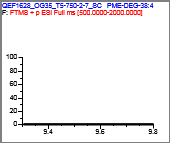 QEF1628_OG35_T5-750-2-7_SC PME-DEG-38:4
F: FTMS + p ESI Full ms [500.0000-2000.0000]
100
80
60
40
20
0
9.4 9.6 9.8